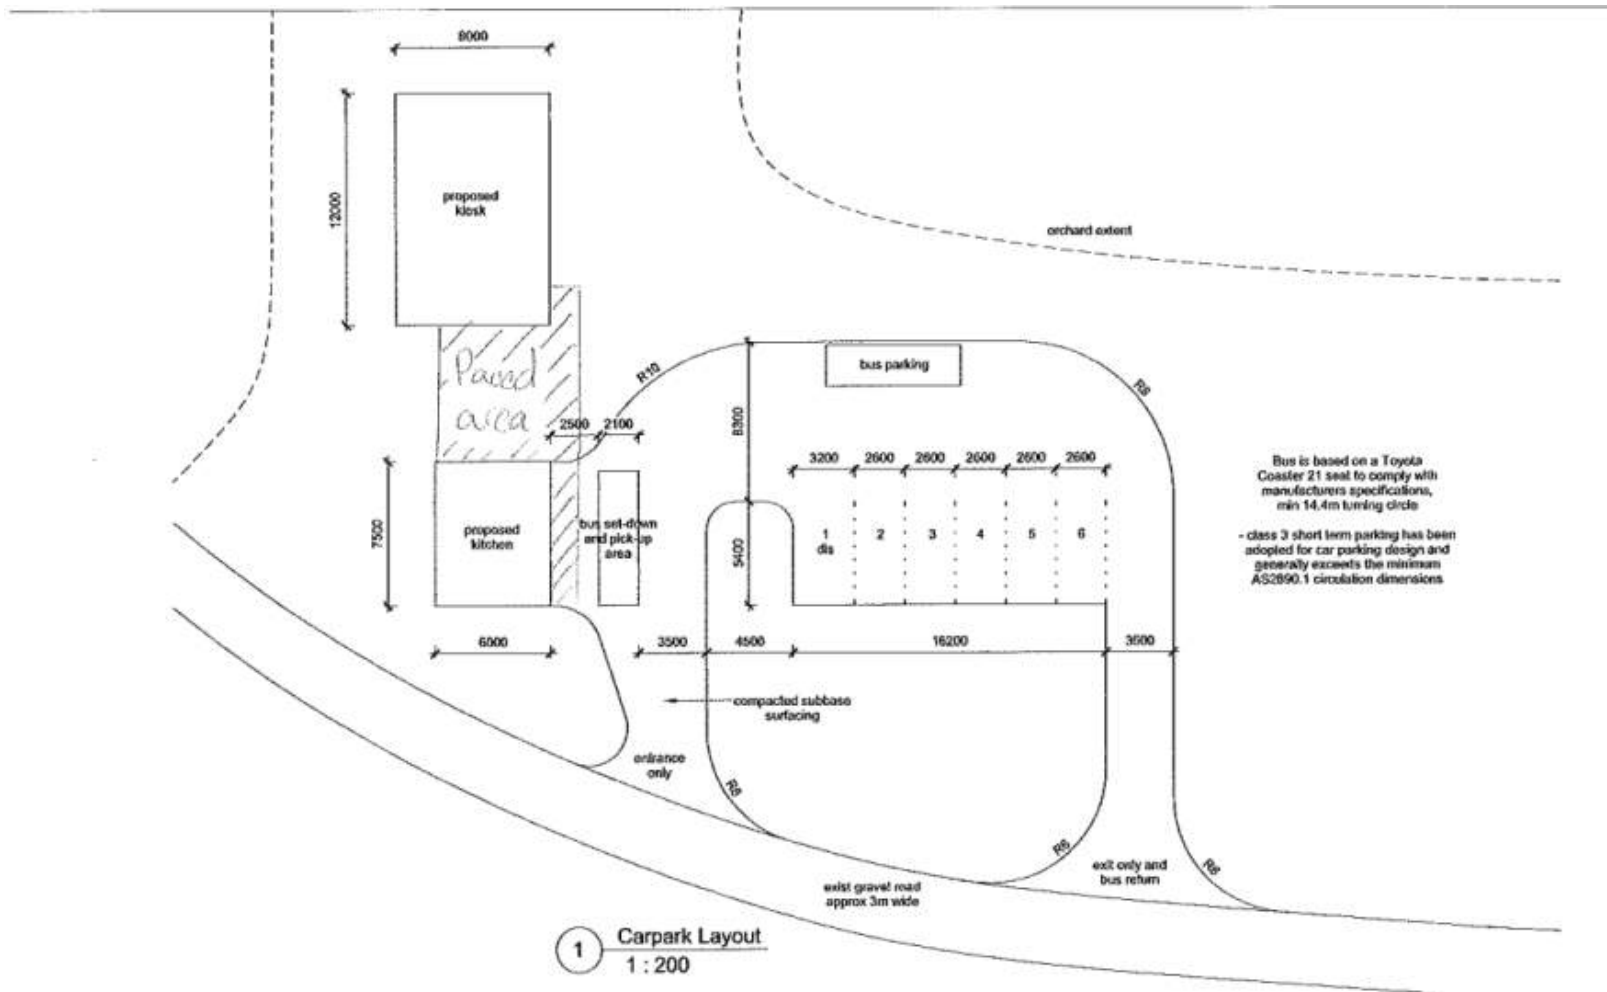 8000
12000
proposed
kiosk
orchard extent
Paved
area
R10
bus parking
R8
2500
2100
8300
3200
2600
2600
2600
2600
2600
Bus is based on a Toyota
Coaster 21 seat to comply with
manufacturers specifications,
min 14.4m turning circle
- class 3 short term parking has been
adopted for car parking design and
generally exceeds the minimum
AS2890.1 circulation dimensions
7500
proposed
kitchen
bus set-down
and pick-up
area
5400
1
dis
2
3
4
5
6
6000
3500
4500
16200
3500
compacted subbase
surfacing
entrance
only
R6
R6
exit only and
bus return
R6
exist gravel road
approx 3m wide
1
Carpark Layout
1 : 200